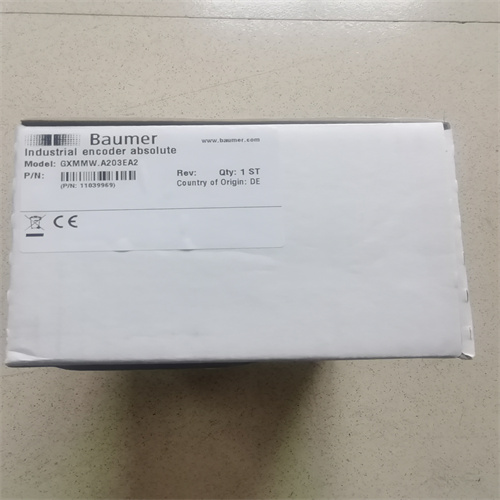 Baumer
www.baumer.com
Industrial encoder absolute
Model: GXMMW.A203EA2
P/N:
Rev: Qty: 1 ST
(P/N: 11039969)
Country of Origin: DE
CE